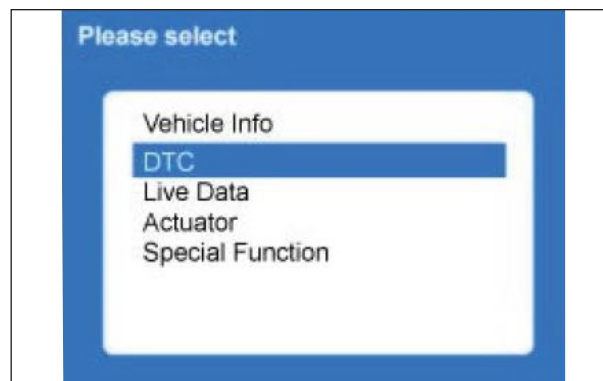 Please select
Vehicle Info
DTC
Live Data
Actuator
Special Function